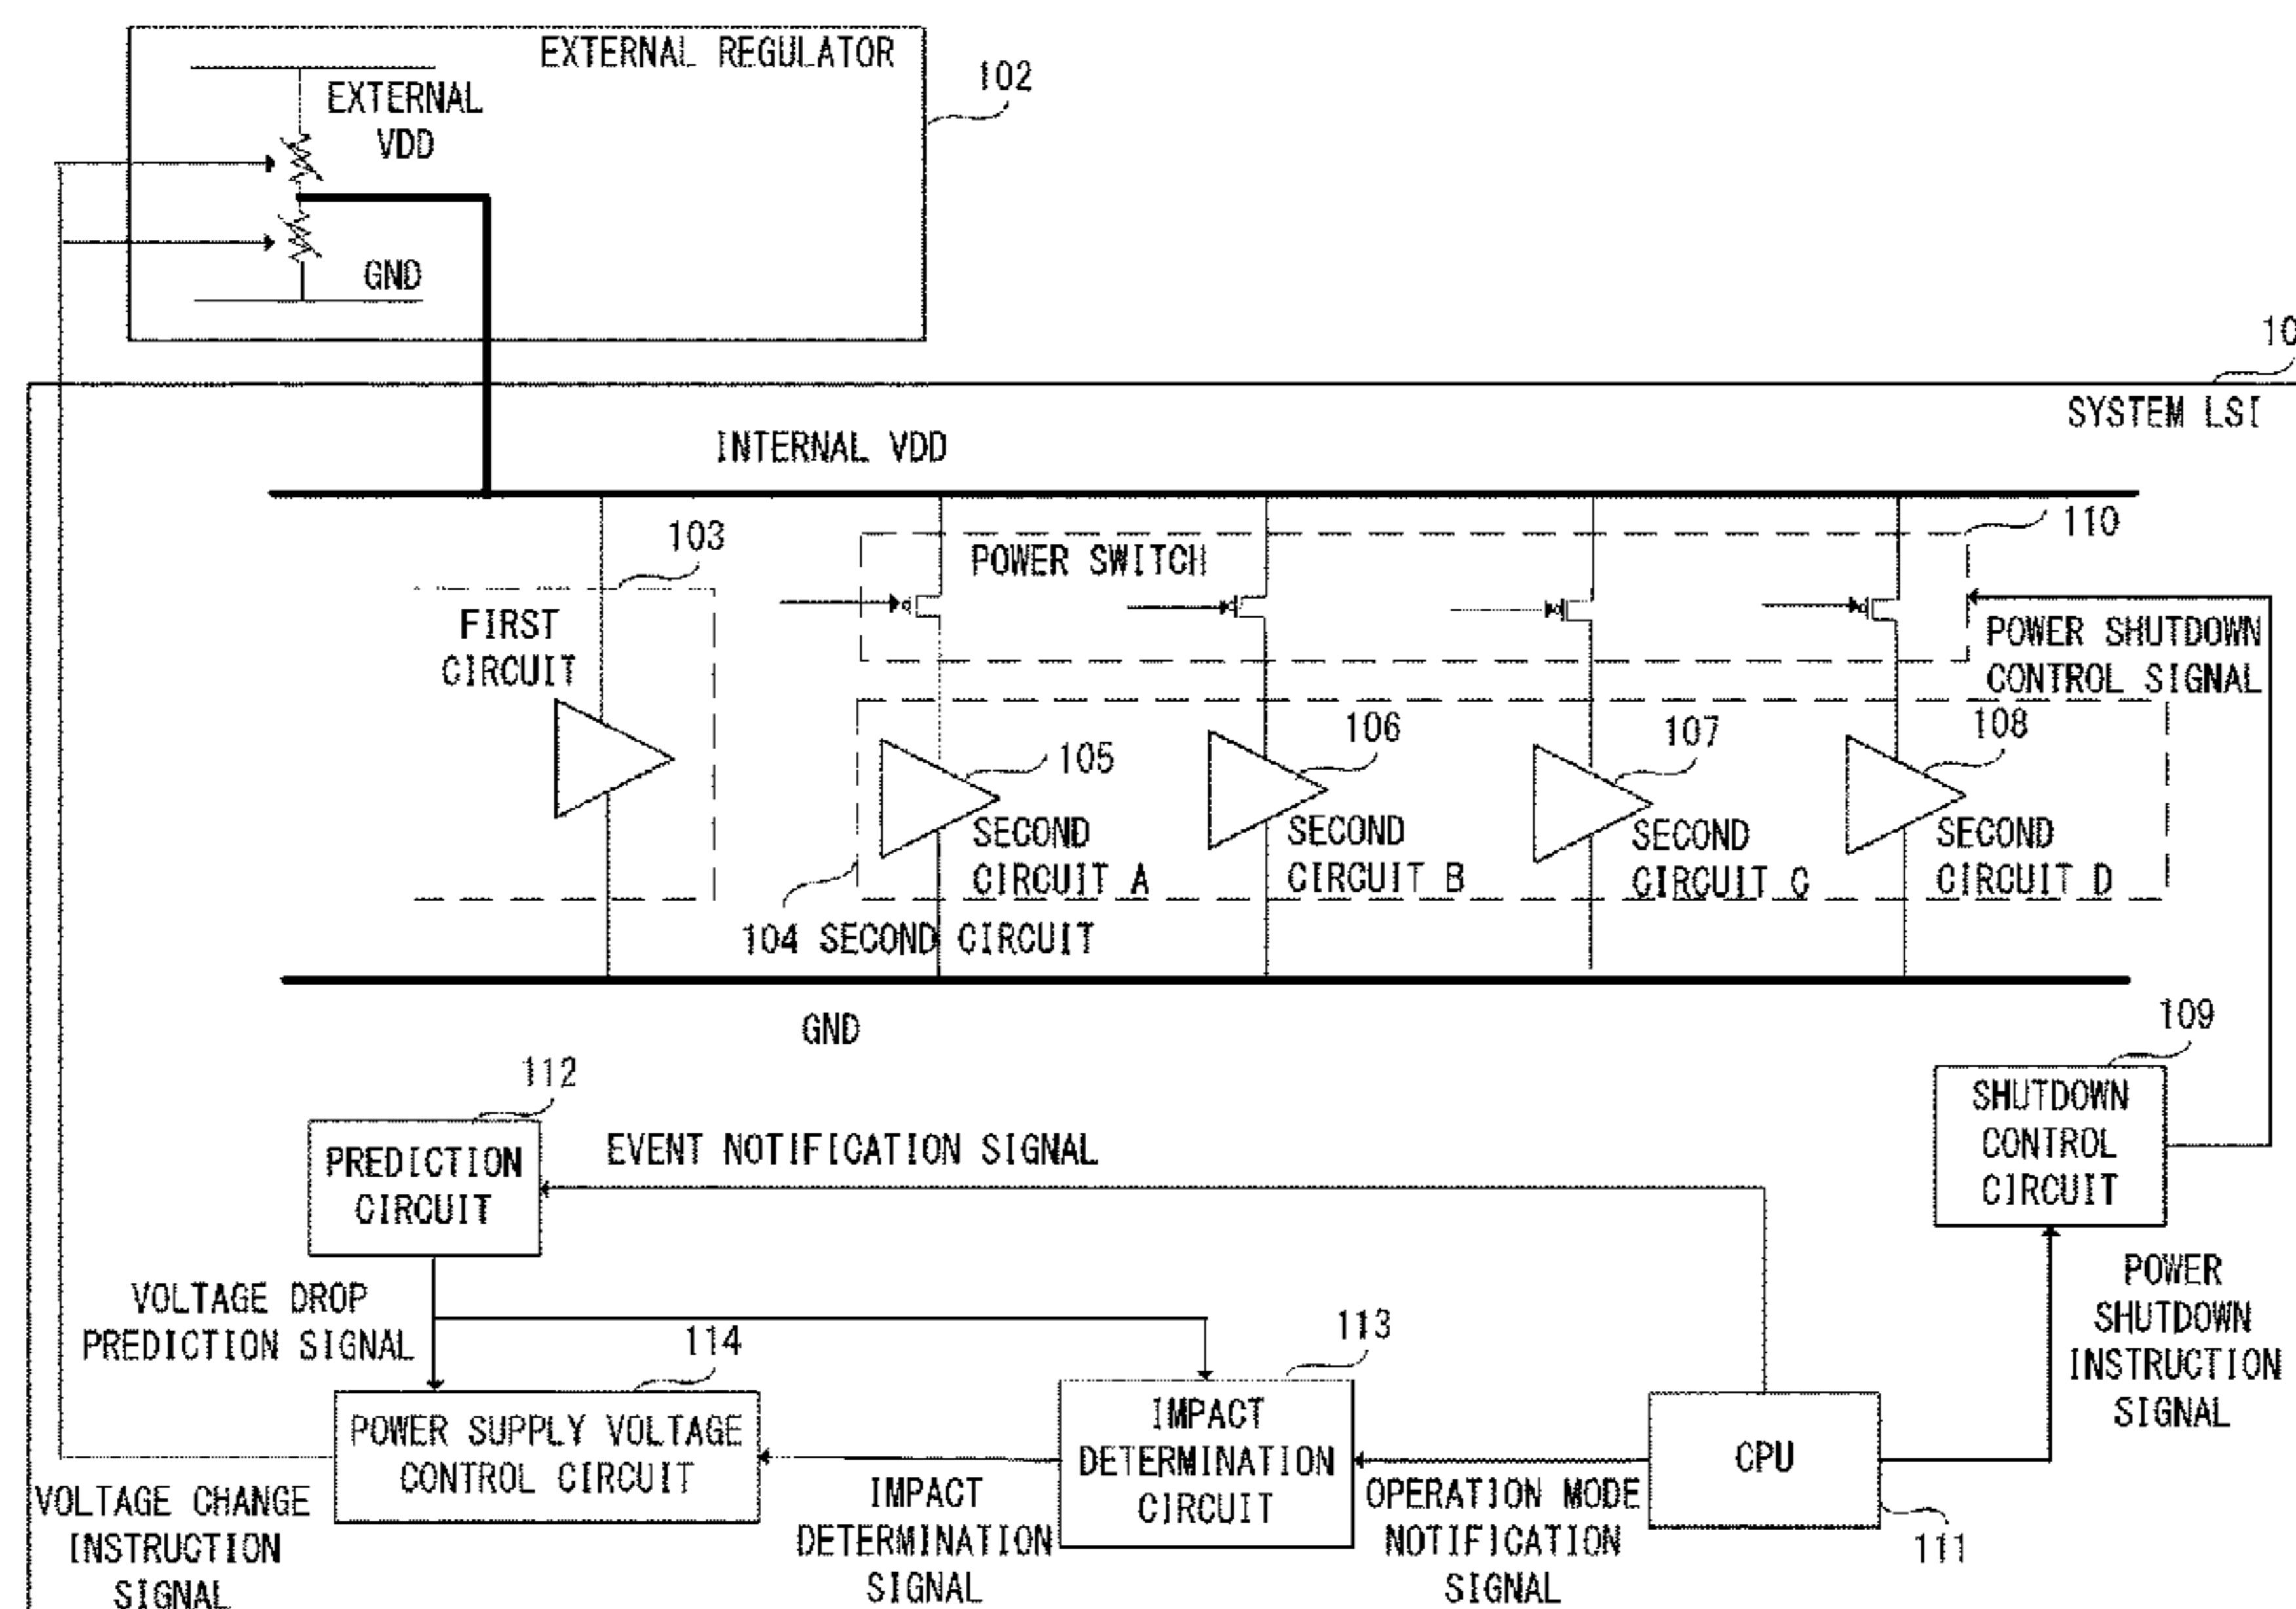 EXTERNAL REGULATOR
102
EXTERNAL
VDD
GND
10
SYSTEM LSI
INTERNAL VDD
103
110
POWER SWITCH
FIRST
CIRCUIT
POWER SHUTDOWN
CONTROL SIGNAL
105
106
107
108
SECOND
CIRCUIT A
SECOND
CIRCUIT B
SECOND
CIRCUIT C
SECOND
CIRCUIT D
104 SECOND CIRCUIT
GND
109
SHUTDOWN
CONTROL
CIRCUIT
112
PREDICTION
CIRCUIT
EVENT NOTIFICATION SIGNAL
VOLTAGE DROP
PREDICTION SIGNAL
POWER
SHUTDOWN
INSTRUCTION
SIGNAL
114
113
POWER SUPPLY VOLTAGE
CONTROL CIRCUIT
IMPACT
DETERMINATION
CIRCUIT
CPU
111
VOLTAGE CHANGE
INSTRUCTION
SIGNAL
IMPACT
DETERMINATION
SIGNAL
OPERATION MODE
NOTIFICATION
SIGNAL